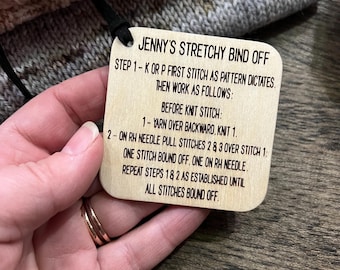 JENNY'S STRETCHY BIND OFF
STEP 1 - K OR P FIRST STITCH AS PATTERN DICTATES.
THEN WORK AS FOLLOWS:
BEFORE KNIT STITCH:
1 - YARN OVER BACKWARD, KNIT 1.
2 - ON RH NEEDLE PULL STITCHES 2 & 3 OVER STITCH 1:
ONE STITCH BOUND OFF. ONE ON RH NEEDLE.
REPEAT STEPS 1 & 2 AS ESTABLISHED UNTIL
ALL STITCHES BOUND OFF.